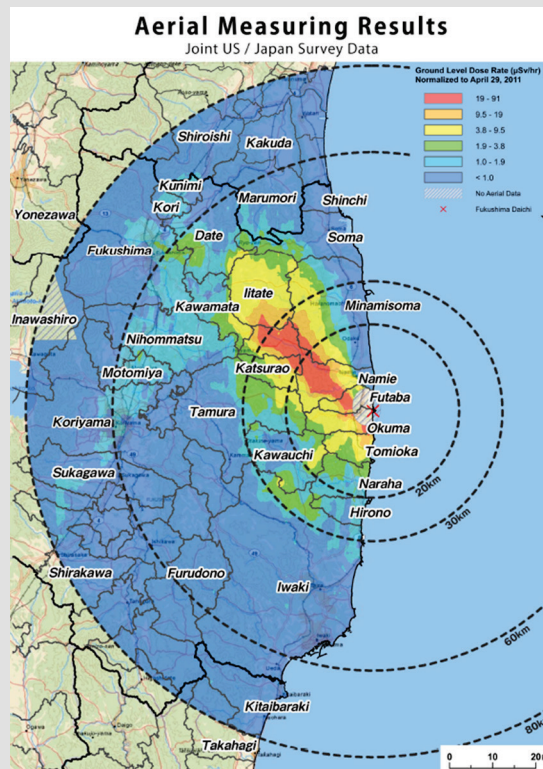 Aerial Measuring Results
Joint US / Japan Survey Data
Ground Level Dose Rate (µSv/hr)
Normalized to April 29, 2011
19 - 91
9.5 - 19
3.8 - 9.5
1.9 - 3.8
1.0 - 1.9
< 1.0
No Aerial Data
Fukushima Daichi
Shiroishi
Kakuda
Kunimi
Marumori
Shinchi
Yonezawa
Kori
Date
Soma
Fukushima
Iitate
Kawamata
Minamisoma
Inawashiro
Nihommatsu
Katsurao
Motomiya
Namie
Futaba
Tamura
Okuma
Koriyama
Tomioka
Kawauchi
Sukagawa
Naraha
20km
Hirono
30km
Shirakawa
Furudono
Iwaki
60km
Kitaibaraki
80k
Takahagi
0 10 20